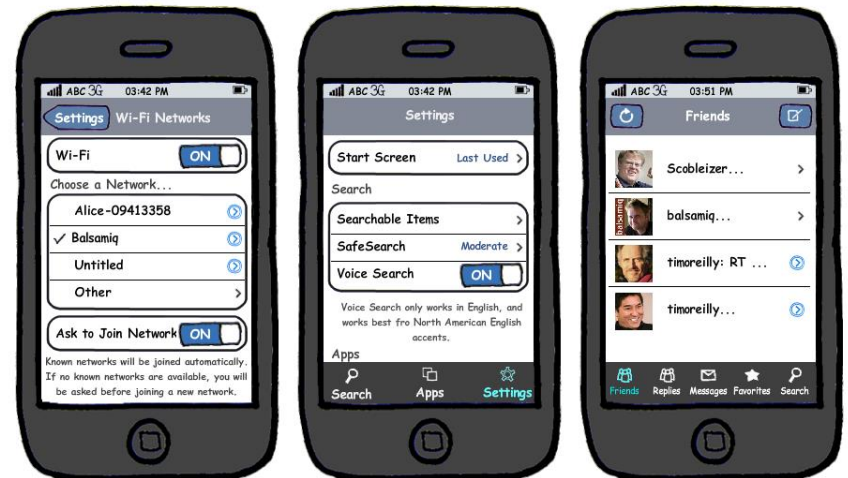 ABC 3G 03:42 PM
Settings Wi-Fi Networks
Wi-Fi ON
Choose a Network...
Alice-09413358
✓ Balsamiq
Untitled
Other
Ask to Join Network ON
Known networks will be joined automatically.
If no known networks are available, you will
be asked before joining a new network.
ABC 3G 03:42 PM
Settings
Start Screen Last Used
Search
Searchable Items
SafeSearch Moderate
Voice Search ON
Voice Search only works in English, and
works best fro North American English
accents.
Apps
Search Apps Settings
ABC 3G 03:51 PM
Friends
Scobleizer...
balsamiq
balsamiq...
timoreilly: RT ...
timoreilly...
Friends Replies Messages Favorites Search